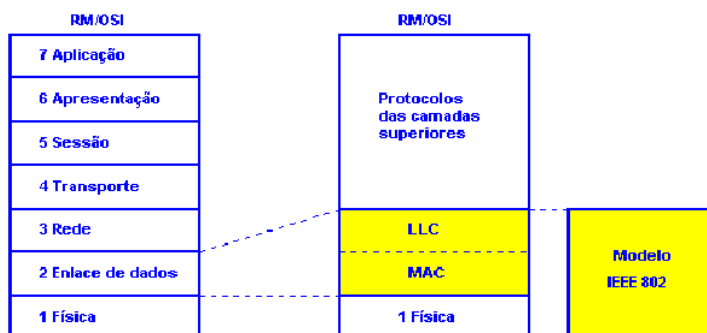 RM/OSI
7 Aplicação
6 Apresentação
5 Sessão
4 Transporte
3 Rede
2 Enlace de dados
1 Física
RM/OSI
Protocolos
das camadas
superiores
LLC
MAC
1 Física
Modelo
IEEE 802